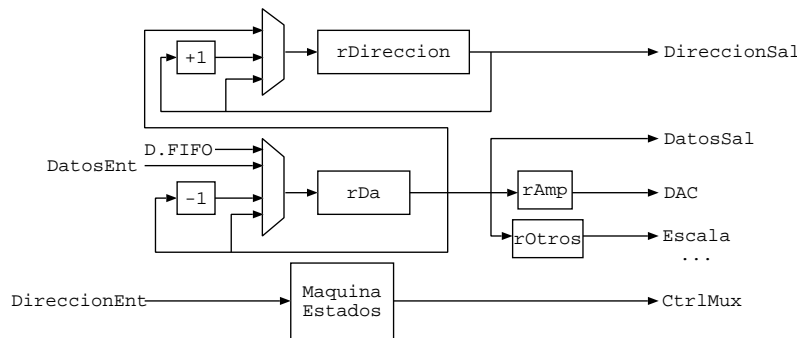 +1
rDireccion
DireccionSal
D.FIFO
DatosEnt
-1
rDa
DatosSal
rAmp
DAC
rOtros
Escala
...
DireccionEnt
Maquina
Estados
CtrlMux